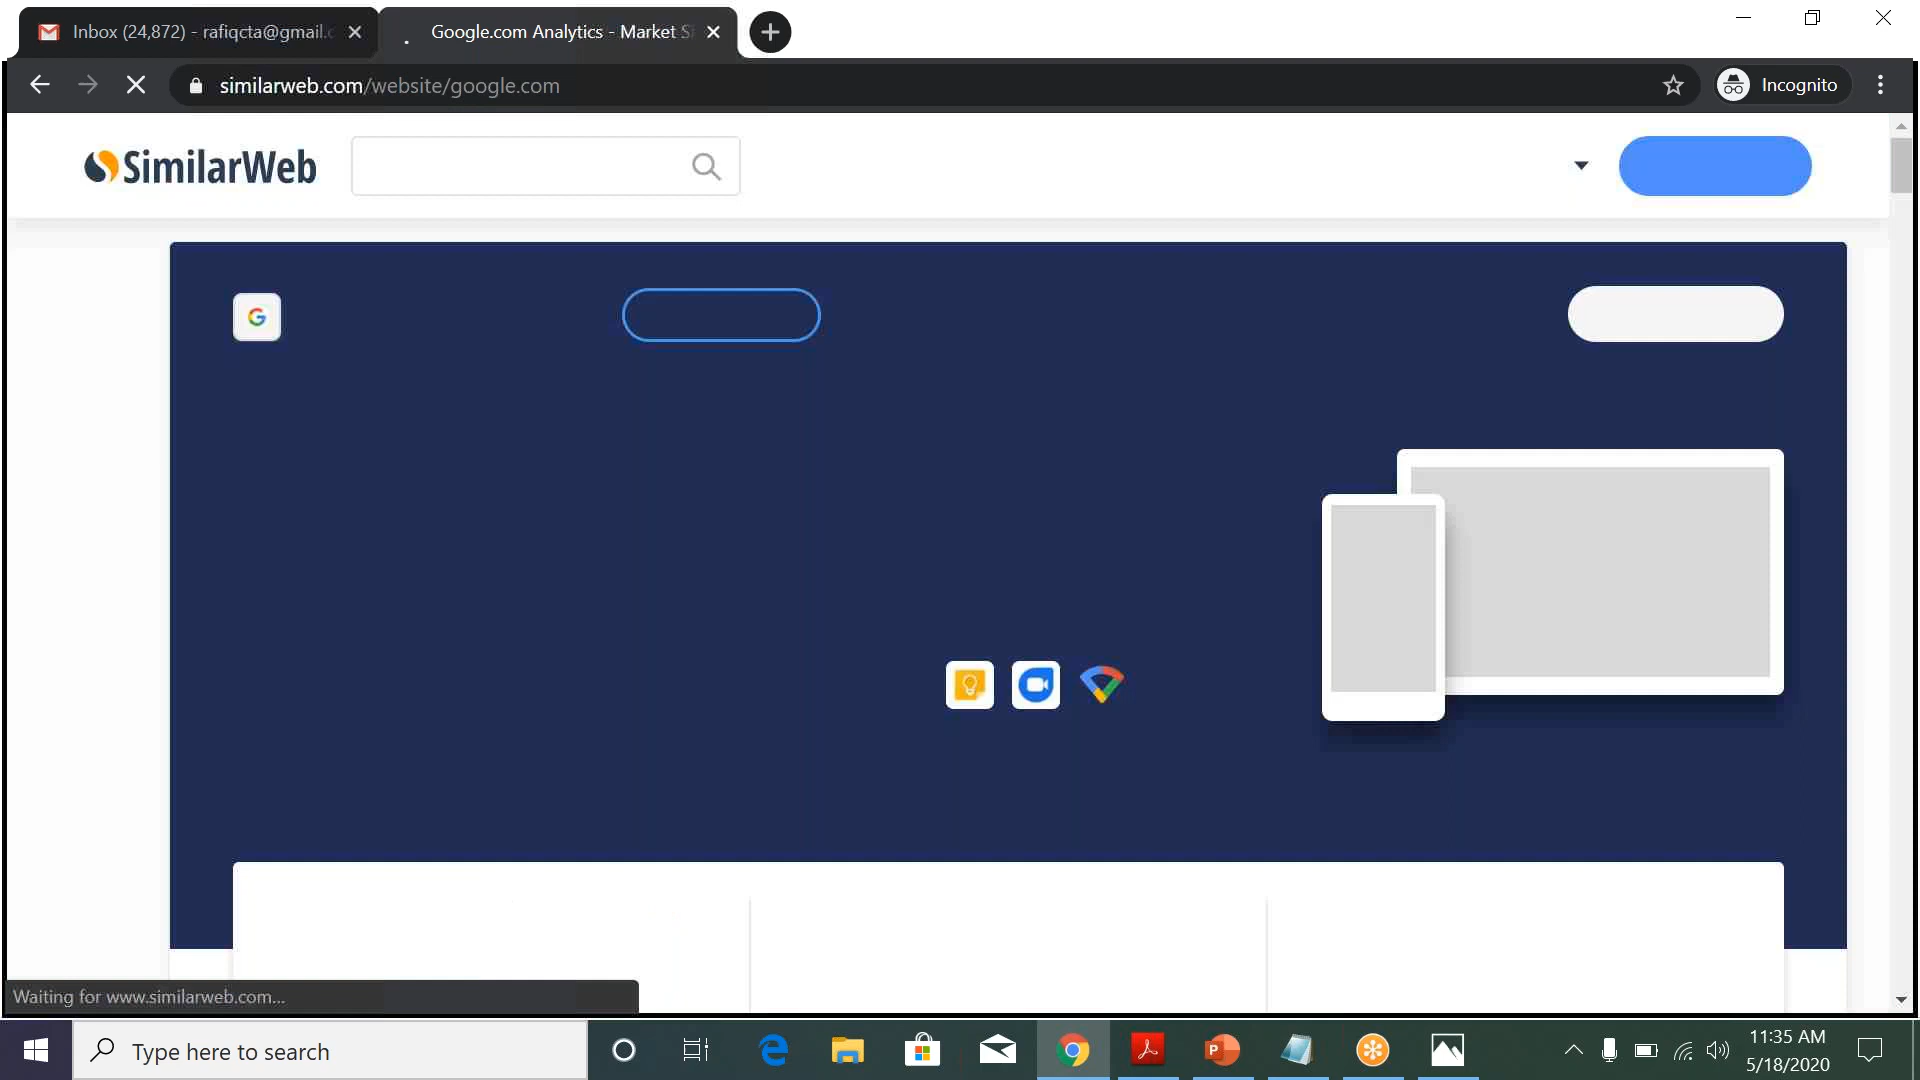 Inbox (24,872) - rafiqcta@gmail.c
Google.com Analytics - Market S
similarweb.com/website/google.com
Incognito
SimilarWeb
Waiting for www.similarweb.com...
Type here to search
11:35 AM
5/18/2020